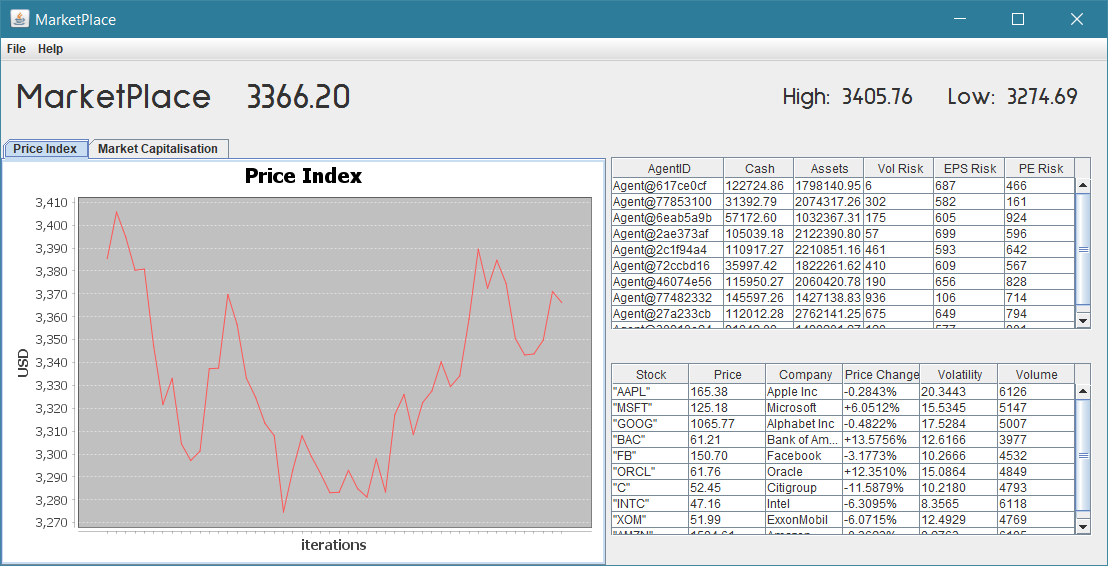 MarketPlace
File Help
MarketPlace 3366.20 High: 3405.76 Low: 3274.69
Price Index Market Capitalisation
Price Index
3,410
3,400
3,390
3,380
3,370
3,360
3,350
3,340
3,330
3,320
3,310
3,300
3,290
3,280
3,270
USD
iterations
AgentID Cash Assets Vol Risk EPS Risk PE Risk
Agent@617ce0cf 122724.86 1798140.95 6 687 466
Agent@77853100 31392.79 2074317.26 302 582 161
Agent@6eab5a9b 57172.60 1032367.31 175 605 924
Agent@2ae373af 105039.18 2122390.80 57 699 596
Agent@2c1f94a4 110917.27 2210851.16 461 593 642
Agent@72ccbd16 35997.42 1822261.62 410 609 567
Agent@46074e56 115950.27 2060420.78 190 656 828
Agent@77482332 145597.26 1427138.83 936 106 714
Agent@27a233cb 112012.28 2762141.25 675 649 794
Stock Price Company Price Change Volatility Volume
"AAPL" 165.38 Apple Inc -0.2843% 20.3443 6126
"MSFT" 125.18 Microsoft +6.0512% 15.5345 5147
"GOOG" 1065.77 Alphabet Inc -0.4822% 17.5284 5007
"BAC" 61.21 Bank of Am... +13.5756% 12.6166 3977
"FB" 150.70 Facebook -3.1773% 10.2666 4532
"ORCL" 61.76 Oracle +12.3510% 15.0864 4849
"C" 52.45 Citigroup -11.5879% 10.2180 4793
"INTC" 47.16 Intel -6.3095% 8.3565 6118
"XOM" 51.99 ExxonMobil -6.0715% 12.4929 4769